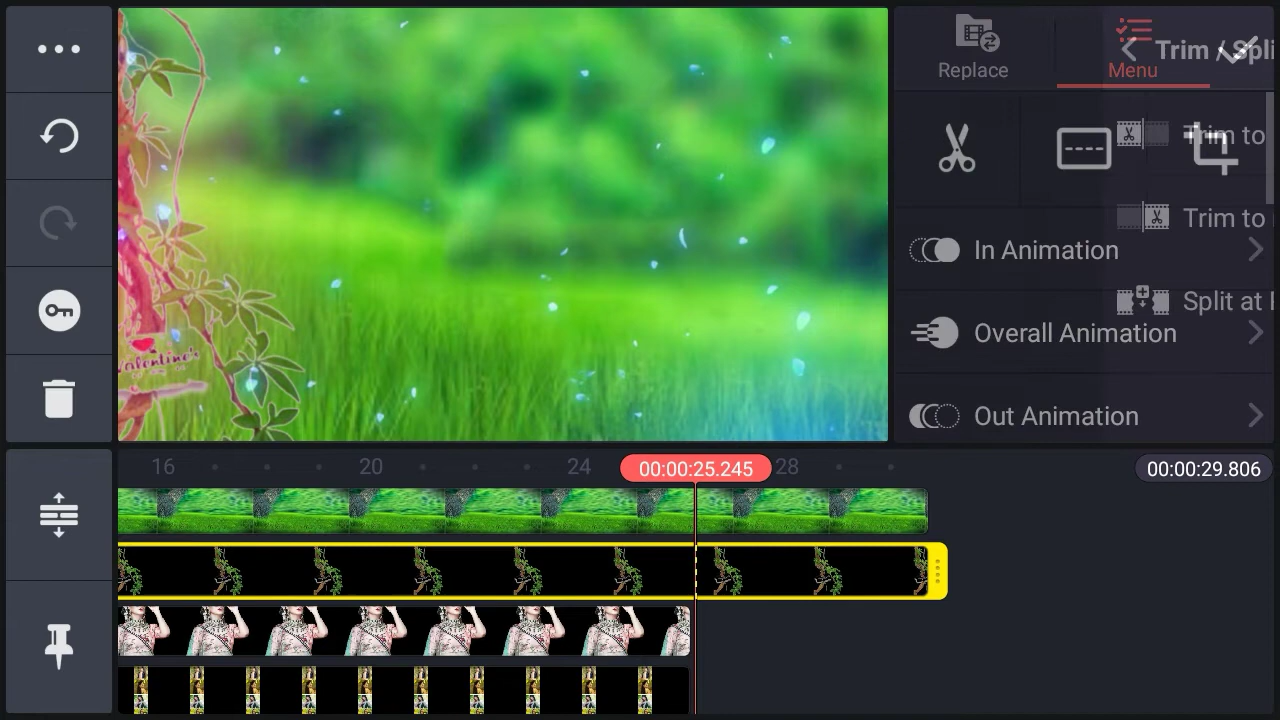 Replace
Menu
Trim / Spli
Trim to
Trim to
Split at
In Animation
Overall Animation
Out Animation
Valentine's
16
20
24
00:00:25.245
28
00:00:29.806